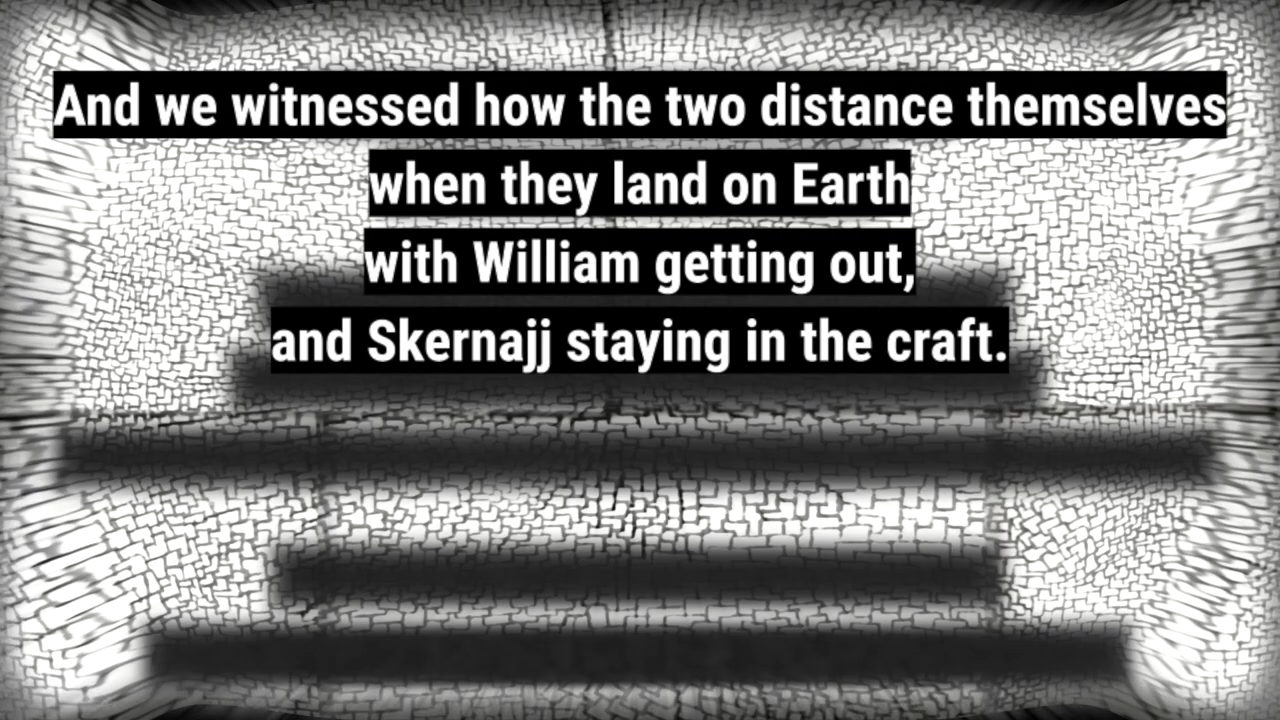 And we witnessed how the two distance themselves
when they land on Earth
with William getting out,
and Skernajj staying in the craft.